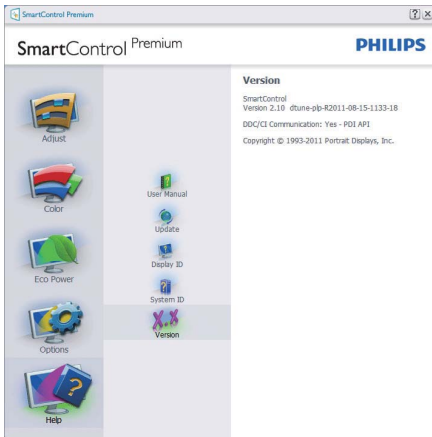 SmartControl Premium
SmartControl Premium
PHILIPS
Adjust
Color
Eco Power
Options
Help
User Manual
Update
Display ID
System ID
X.X
Version
Version
SmartControl
Version 2.10 dtune-plp-R2011-08-15-1133-18
DDC/CI Communication: Yes - PDI API
Copyright © 1993-2011 Portrait Displays, Inc.